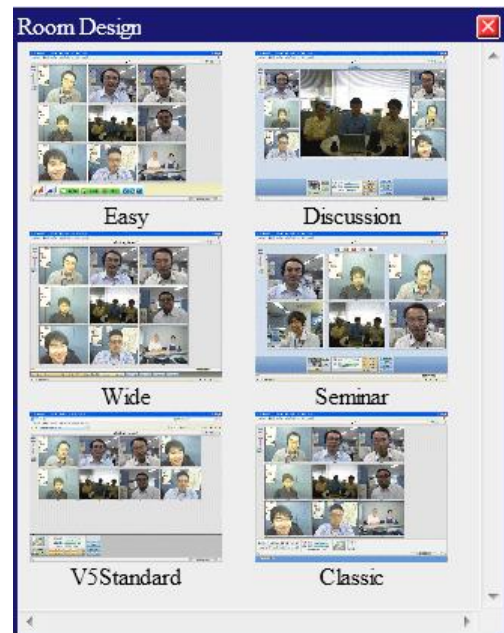 Room Design
Easy
Discussion
Wide
Seminar
V5Standard
Classic